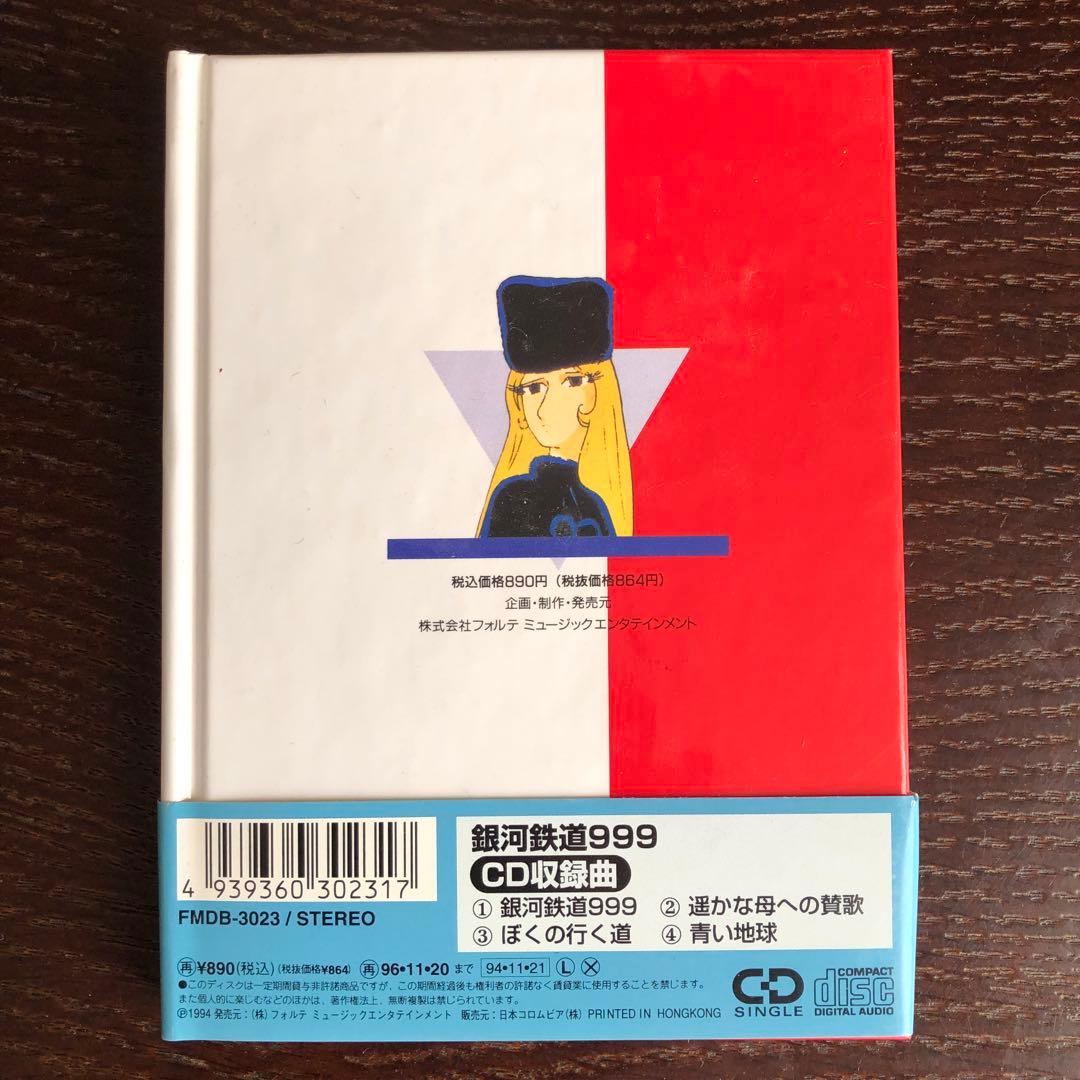 税込価格890円(税抜価格864円)
企画・制作・発売元
株式会社フォルテ ミュージックエンタテインメント
4 939360 302317
FMDB-3023 / STEREO
銀河鉄道999
CD収録曲
① 銀河鉄道999 ② 遥かな母への賛歌
③ ぼくの行く道 ④ 青い地球
再¥890(税込)(税抜価格¥864) 再96・11・20まで 94・11・21 L X
●このディスクは一定期間貸与非許諾商品ですが、この期間経過後も権利者の許諾なく賃貸業に使用することを禁じます。
また個人的に楽しむなどのほかは、著作権法上、無断複製は禁じられています。
Ⓟ1994 発売元:(株)フォルテ ミュージックエンタテインメント 販売元:日本コロムビア(株) PRINTED IN HONGKONG
CD SINGLE
COMPACT disc DIGITAL AUDIO